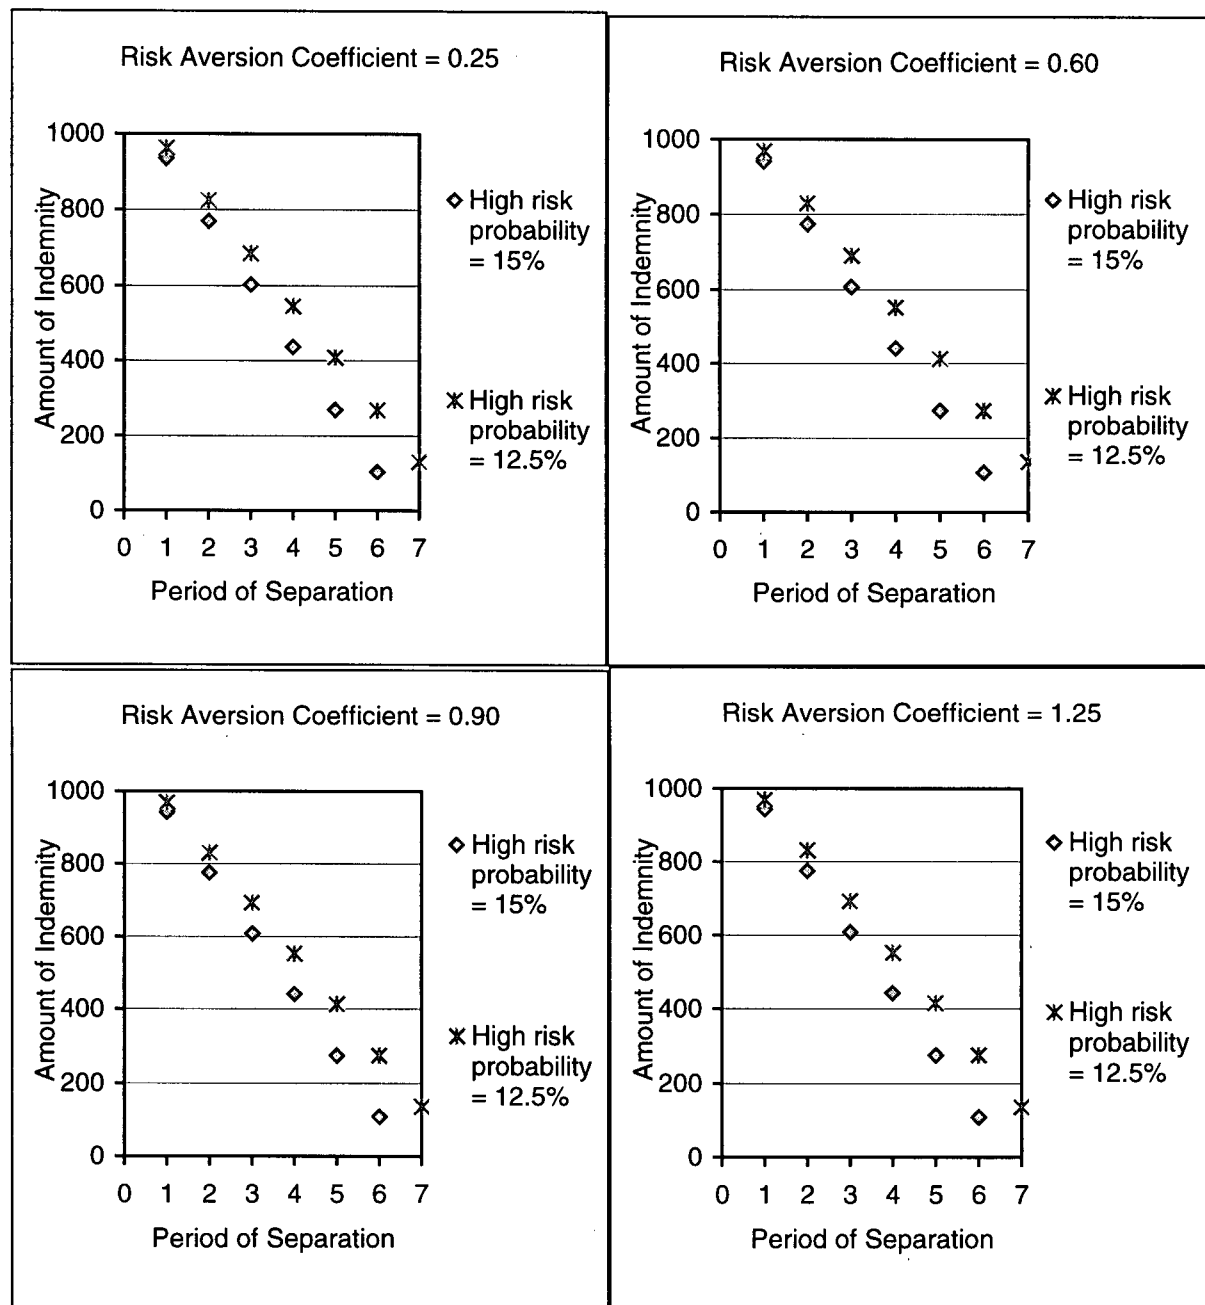 Risk Aversion Coefficient = 0.25
Amount of Indemnity
1000
800
600
400
200
0
0 1 2 3 4 5 6 7
Period of Separation
High risk
probability
= 15%
High risk
probability
= 12.5%
Risk Aversion Coefficient = 0.60
Amount of Indemnity
1000
800
600
400
200
0
0 1 2 3 4 5 6 7
Period of Separation
High risk
probability
= 15%
High risk
probability
= 12.5%
Risk Aversion Coefficient = 0.90
Amount of Indemnity
1000
800
600
400
200
0
0 1 2 3 4 5 6 7
Period of Separation
High risk
probability
= 15%
High risk
probability
= 12.5%
Risk Aversion Coefficient = 1.25
Amount of Indemnity
1000
800
600
400
200
0
0 1 2 3 4 5 6 7
Period of Separation
High risk
probability
= 15%
High risk
probability
= 12.5%